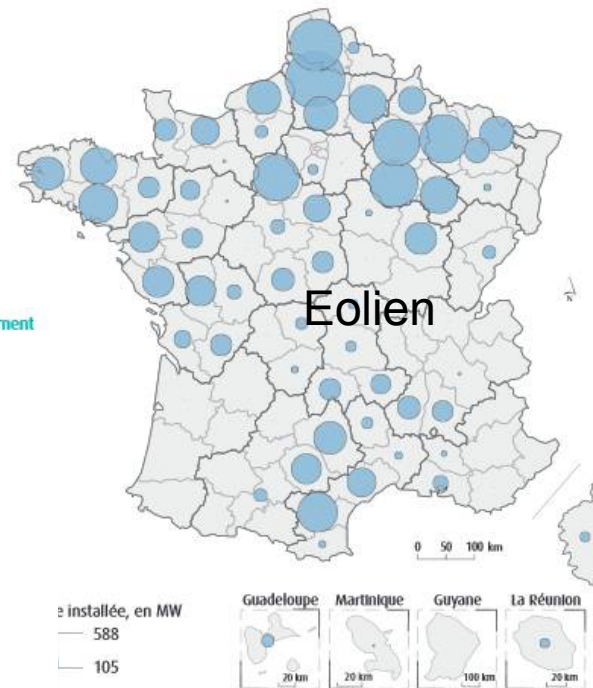 Eolien
ment
0 50 100 km
e installée, en MW
588
105
Guadeloupe
20 km
Martinique
20 km
Guyane
100 km
La Réunion
20 km